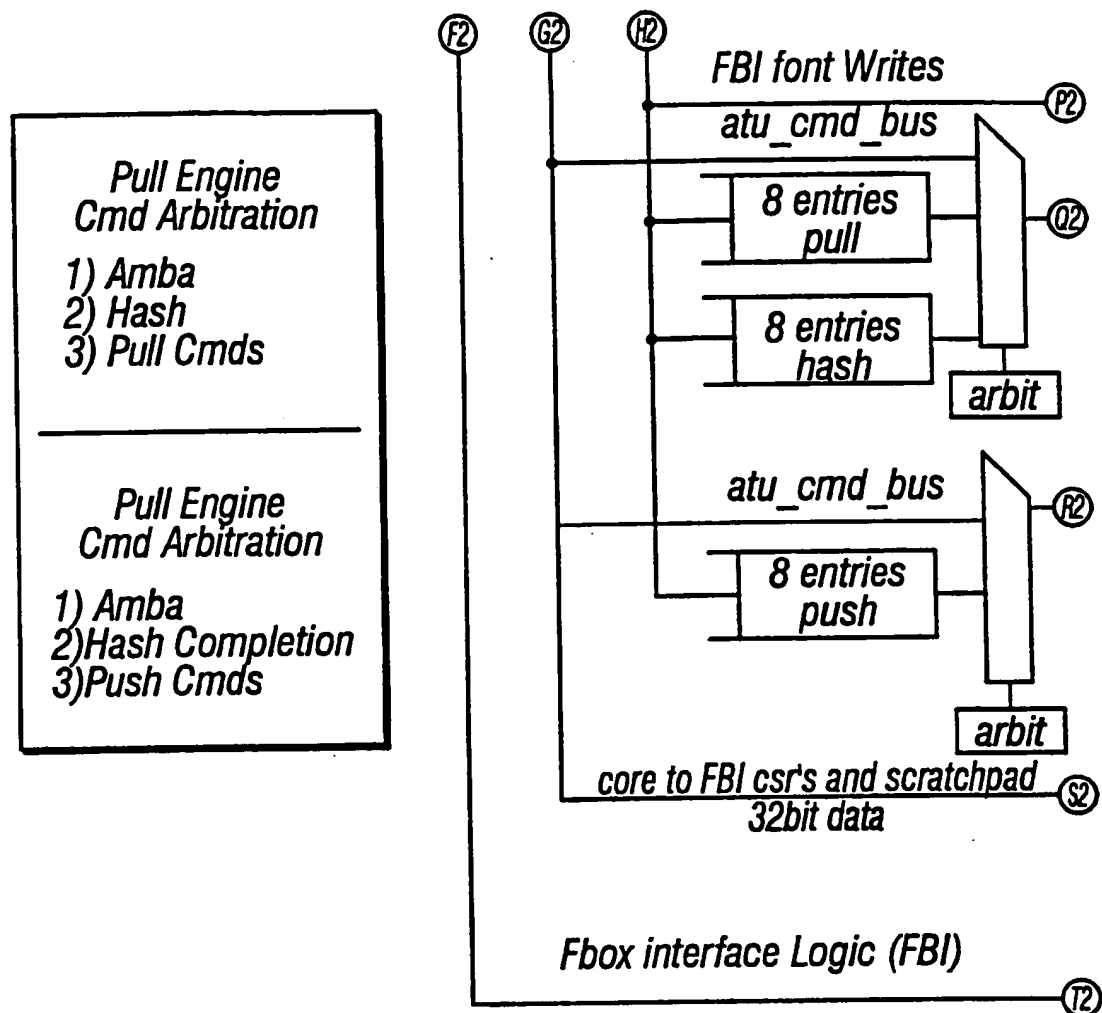 F2 G2 H2
FBI font Writes
P2
atu_cmd_bus
Pull Engine
Cmd Arbitration
1) Amba
2) Hash
3) Pull Cmds
8 entries
pull
Q2
8 entries
hash
arbit
Pull Engine
Cmd Arbitration
1) Amba
2)Hash Completion
3)Push Cmds
atu_cmd_bus
R2
8 entries
push
arbit
core to FBI csr's and scratchpad
S2
32bit data
Fbox interface Logic (FBI)
T2